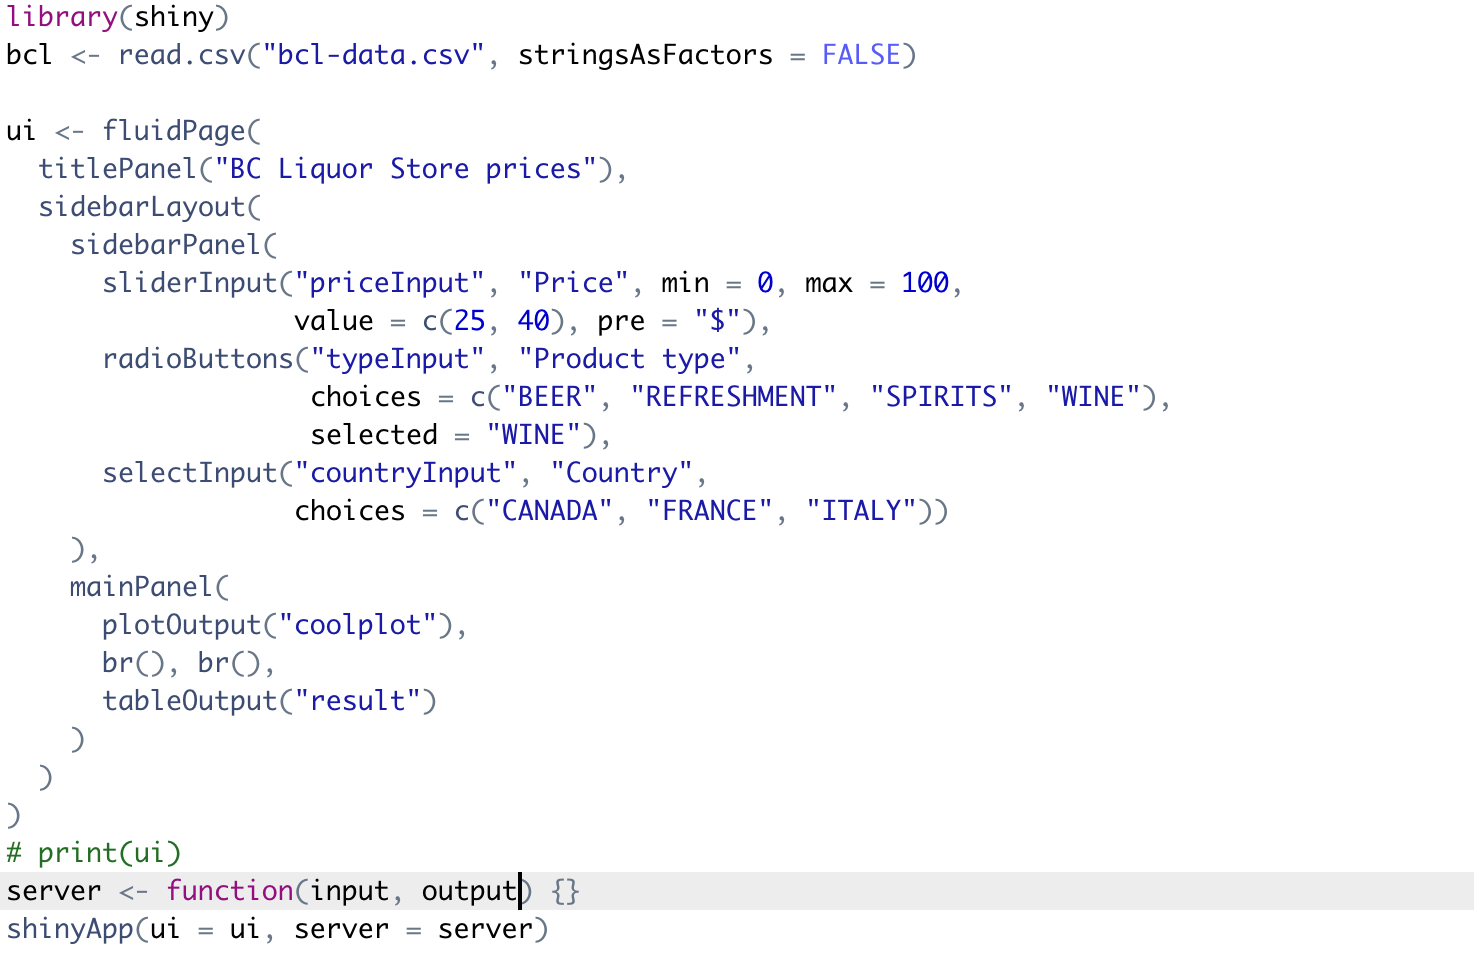 library(shiny)
bcl <- read.csv("bcl-data.csv", stringsAsFactors = FALSE)

ui <- fluidPage(
  titlePanel("BC Liquor Store prices"),
  sidebarLayout(
    sidebarPanel(
      sliderInput("priceInput", "Price", min = 0, max = 100,
                  value = c(25, 40), pre = "$"),
      radioButtons("typeInput", "Product type",
                   choices = c("BEER", "REFRESHMENT", "SPIRITS", "WINE"),
                   selected = "WINE"),
      selectInput("countryInput", "Country",
                  choices = c("CANADA", "FRANCE", "ITALY"))
    ),
    mainPanel(
      plotOutput("coolplot"),
      br(), br(),
      tableOutput("result")
    )
  )
)
# print(ui)
server <- function(input, output) {}
shinyApp(ui = ui, server = server)